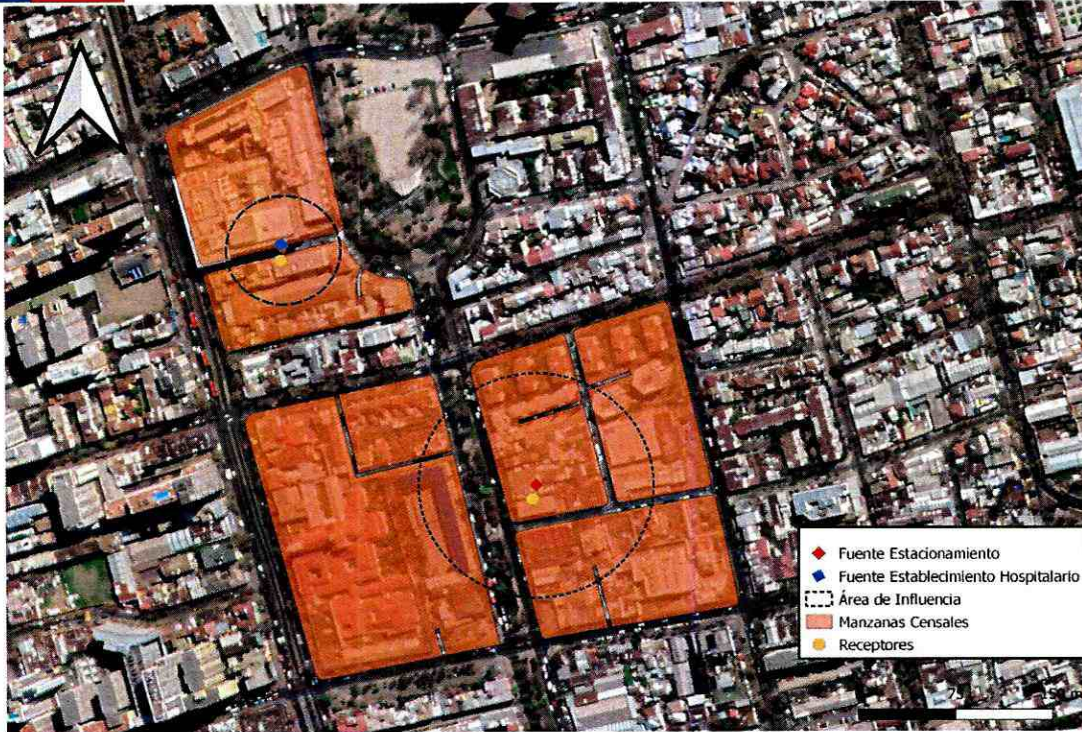 Fuente Estacionamiento
Fuente Establecimiento Hospitalario
Área de Influencia
Manzanas Censales
Receptores